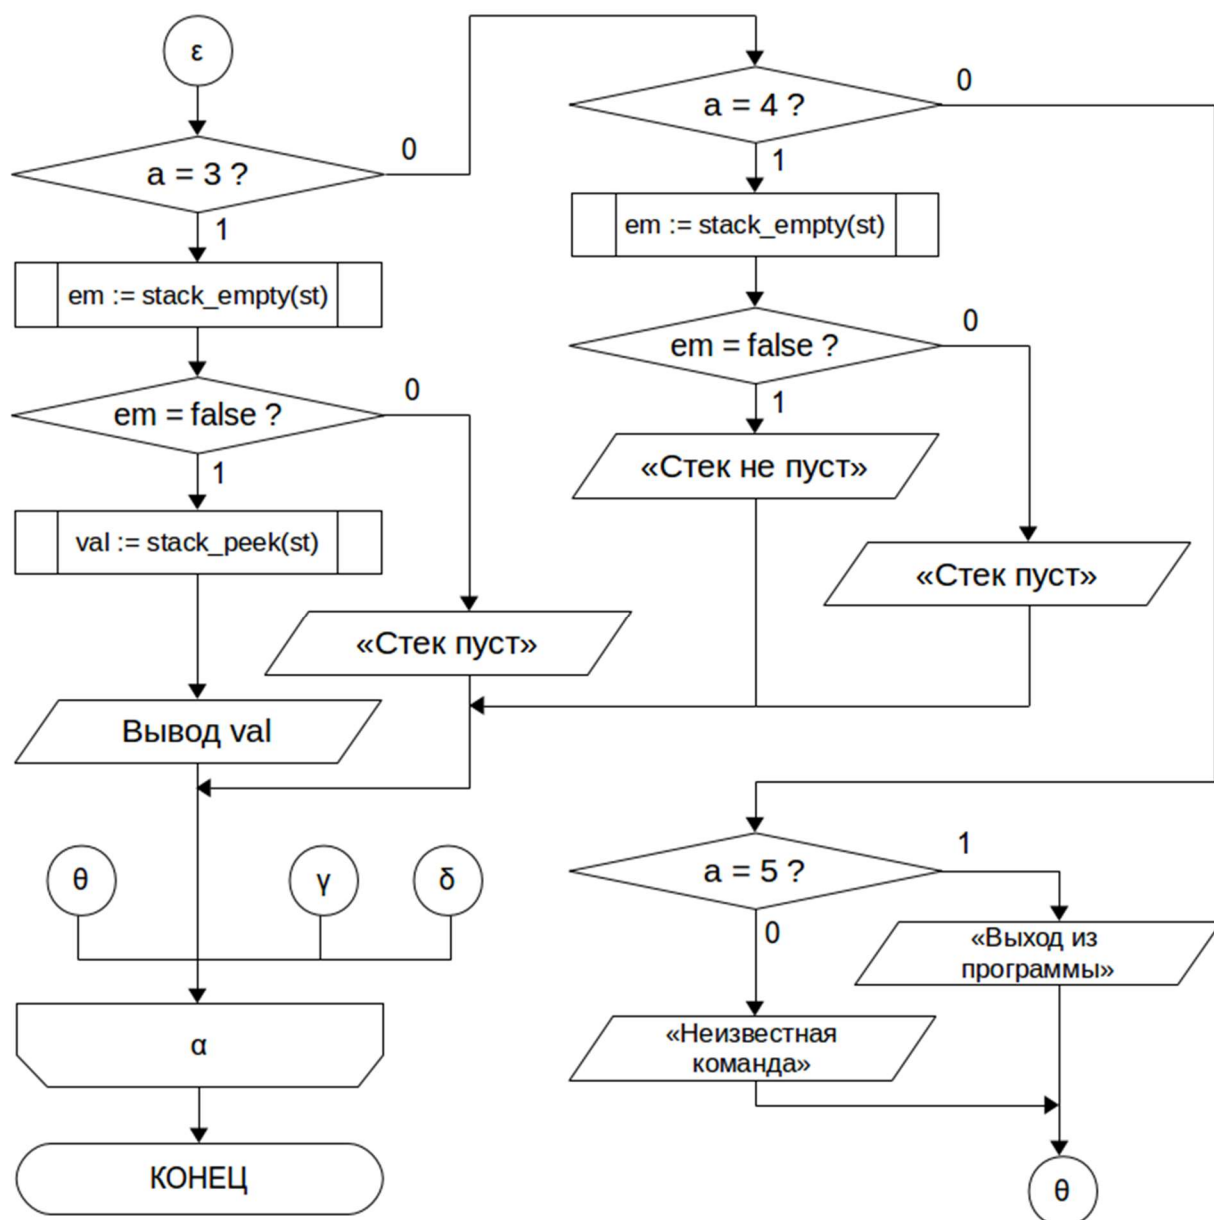 ε
a = 3 ?
0
1
em := stack_empty(st)
em = false ?
0
1
val := stack_peek(st)
«Стек пуст»
Вывод val
a = 4 ?
0
1
em := stack_empty(st)
em = false ?
0
1
«Стек не пуст»
«Стек пуст»
a = 5 ?
1
0
«Выход из
программы»
«Неизвестная
команда»
θ
θ
γ
δ
α
КОНЕЦ